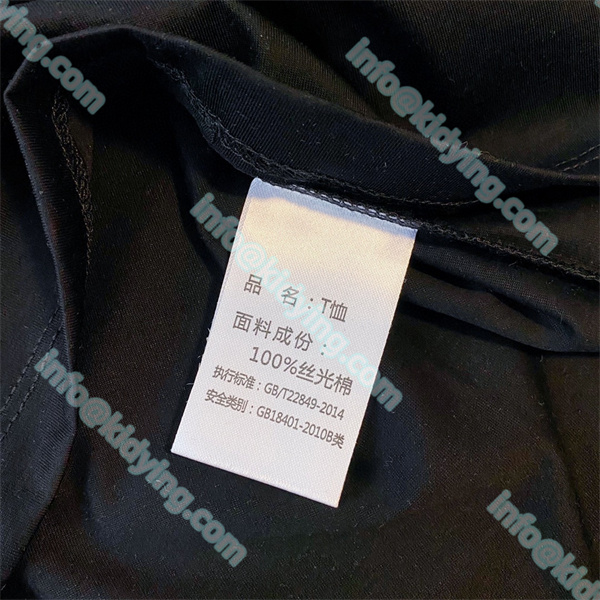 Info@kidying.com
Info@kidying.com
Info@kidying.com
品 名：T恤
面料成份：
100%丝光棉
执行标准：GB/T22849-2014
安全类别：GB18401-2010B类
Info@kidying.com
Info@kidying.com